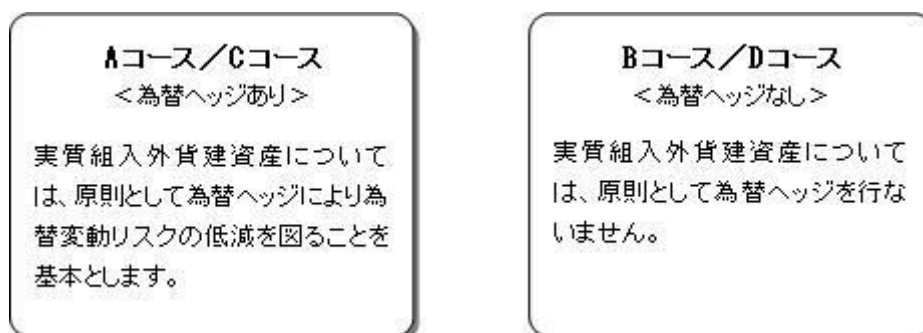 Aコース／Cコース
＜為替ヘッジあり＞
実質組入外貨建資産について
は、原則として為替ヘッジにより為
替変動リスクの低減を図ることを
基本とします。
Bコース／Dコース
＜為替ヘッジなし＞
実質組入外貨建資産について
は、原則として為替ヘッジを行な
いません。